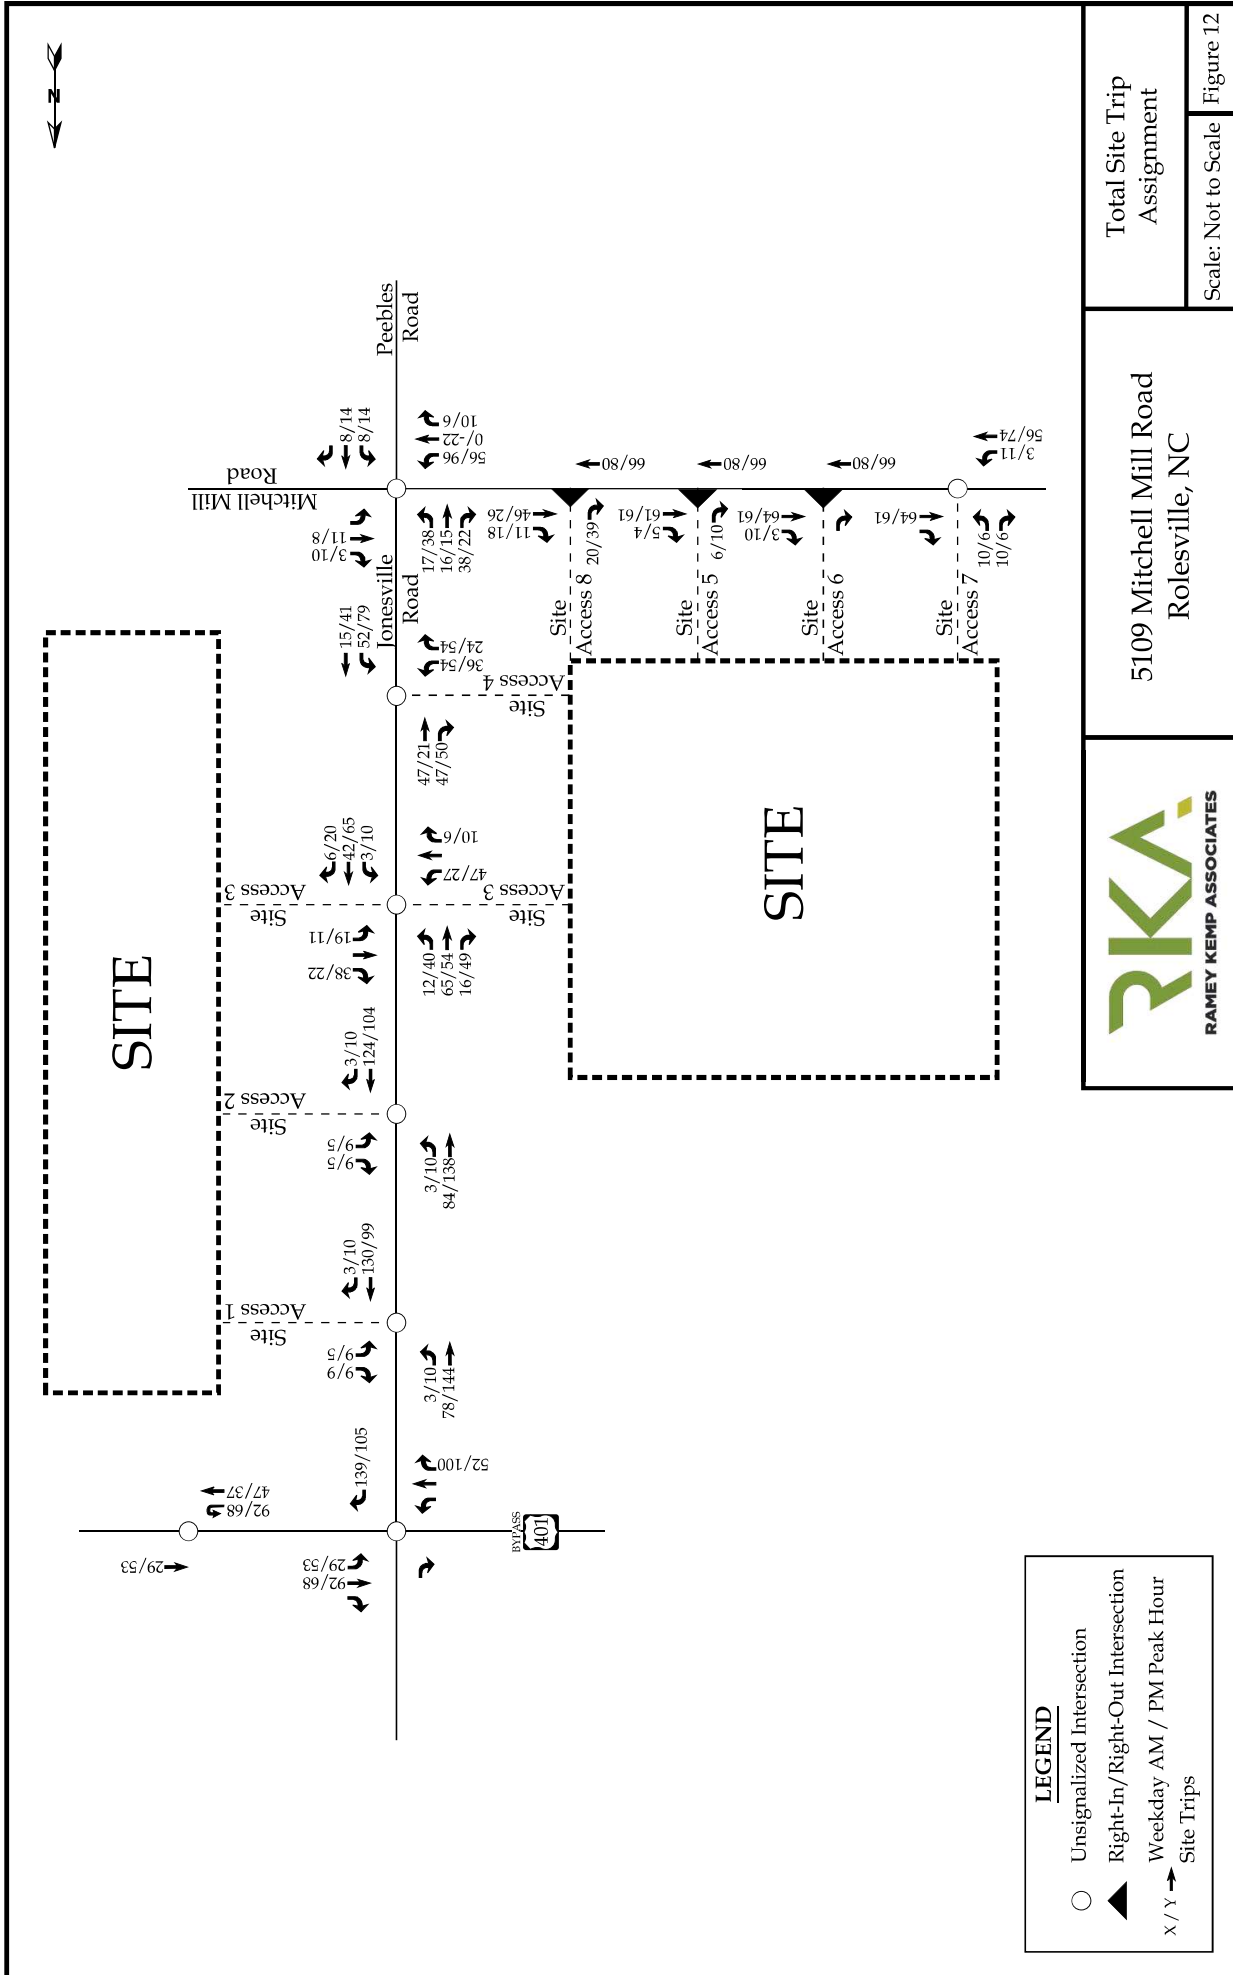 N
Peebles
Road
Mitchell Mill
Road
Jonesville
Road
8/14
8/14
10/6
0/-22
56/96
11/8
3/10
17/38
16/15
38/22
15/41
52/79
24/54
36/54
Site
Access 4
47/21
47/50
6/20
42/65
3/10
10/6
47/27
Site
Access 3
Site
Access 3
19/11
38/22
12/40
65/54
16/49
3/10
124/104
Site
Access 2
9/5
9/5
3/10
84/138
3/10
130/99
Site
Access 1
9/5
9/9
3/10
78/144
139/105
52/100
47/37
92/68
29/53
29/53
92/68
BYPASS
401
66/80
46/26
11/18
20/39
Site
Access 8
66/80
61/61
5/4
6/10
Site
Access 5
66/80
64/61
3/10
Site
Access 6
56/74
3/11
64/61
10/6
10/6
Site
Access 7
SITE
SITE
LEGEND
Unsignalized Intersection
Right-In/Right-Out Intersection
X / Y Weekday AM / PM Peak Hour
Site Trips
RKA
RAMEY KEMP ASSOCIATES
5109 Mitchell Mill Road
Rolesville, NC
Total Site Trip
Assignment
Scale: Not to Scale
Figure 12